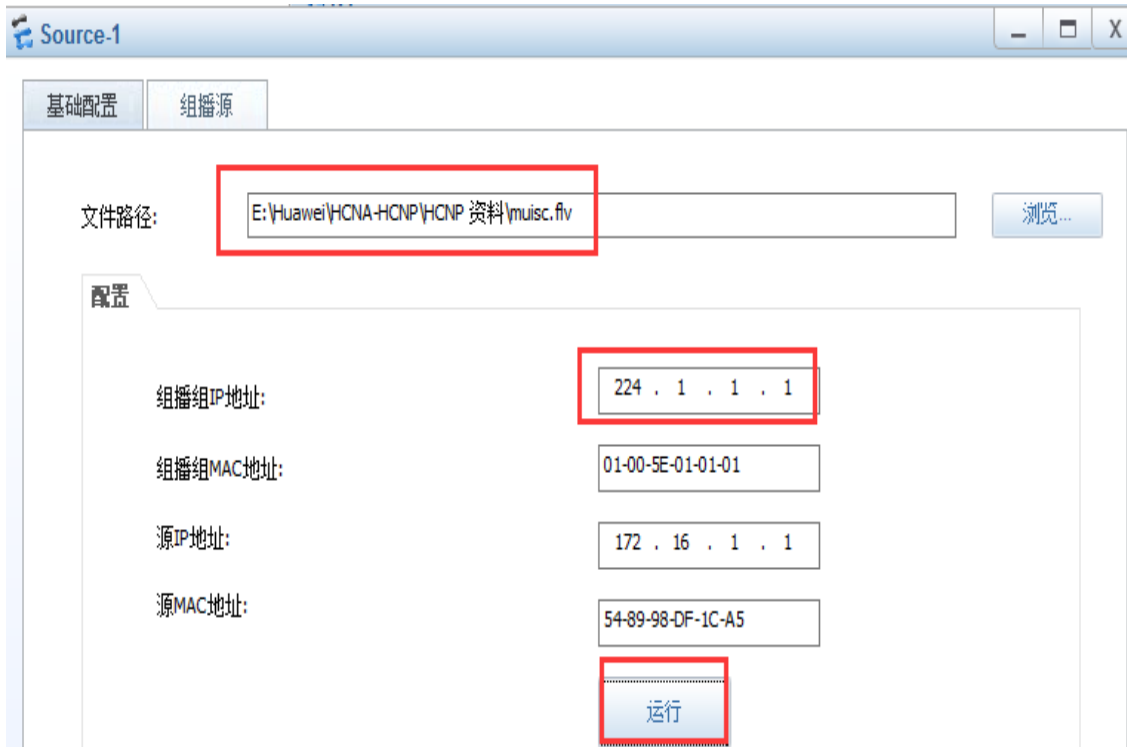 Source-1
基础配置 组播源
文件路径: E:\Huawei\HCNA-HCNP\HCNP 资料\muisc.flv 浏览...
配置
组播组IP地址: 224 . 1 . 1 . 1
组播组MAC地址: 01-00-5E-01-01-01
源IP地址: 172 . 16 . 1 . 1
源MAC地址: 54-89-98-DF-1C-A5
运行